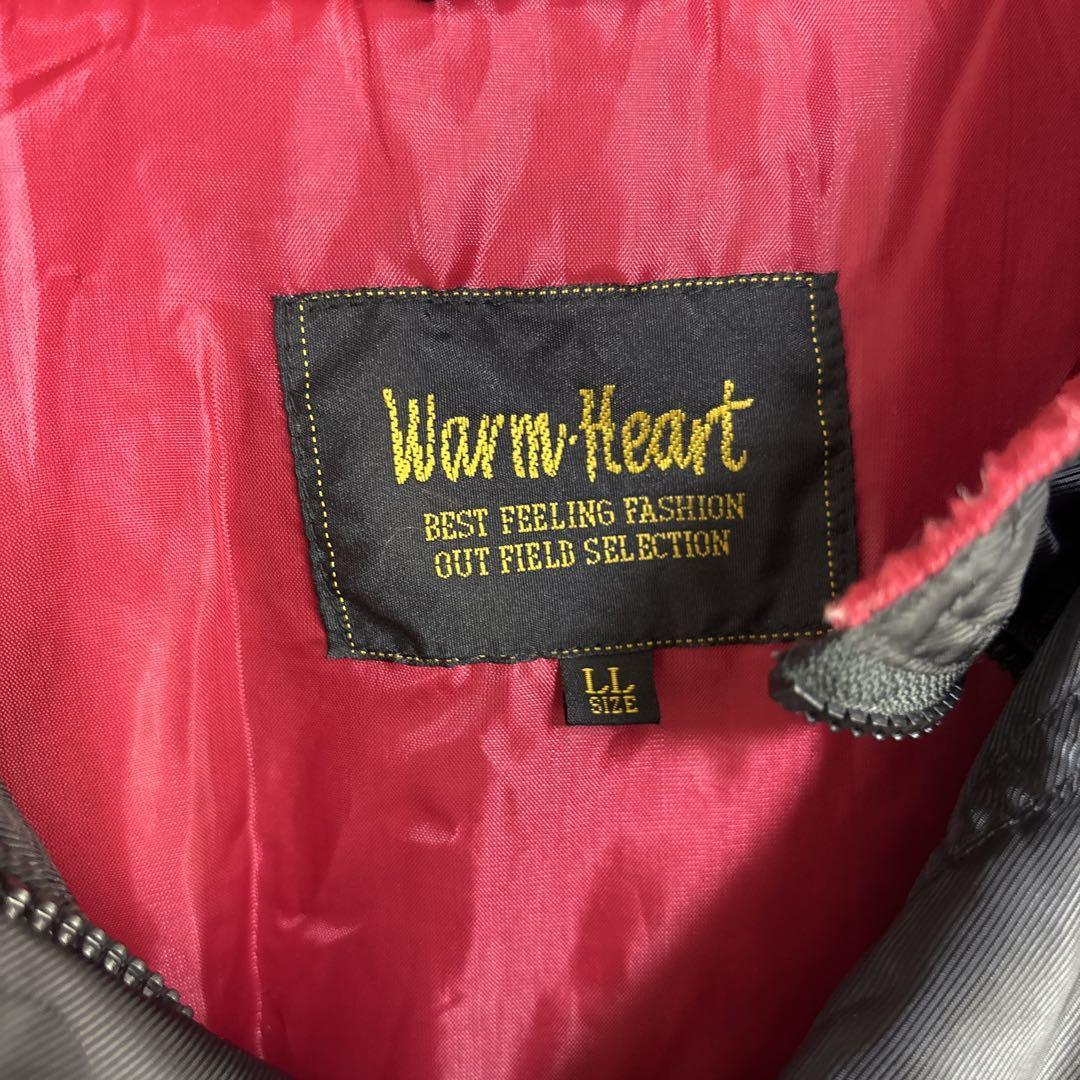 Warm·Heart
BEST FEELING FASHION
OUT FIELD SELECTION
LL
SIZE